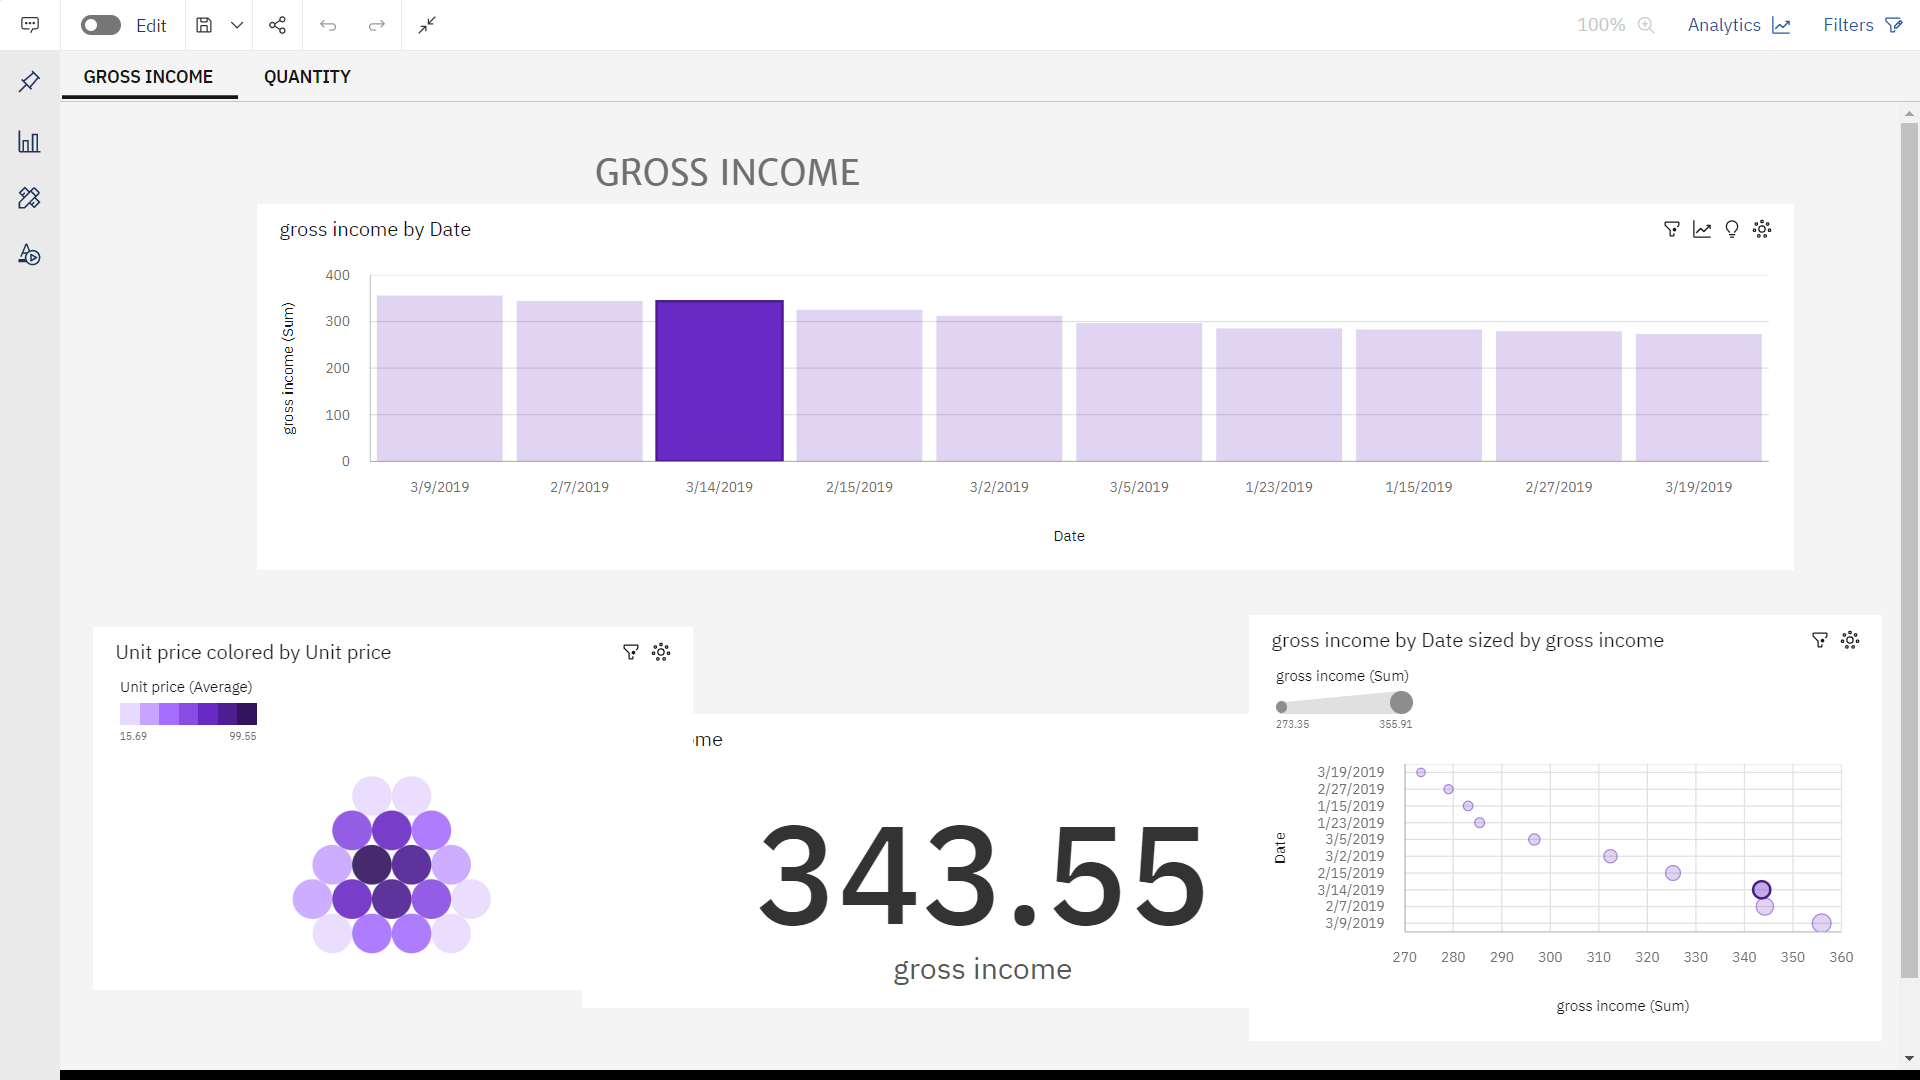 Edit
100%
Analytics
Filters
GROSS INCOME
QUANTITY
GROSS INCOME
gross income by Date
gross income (Sum)
400
300
200
100
0
3/9/2019 2/7/2019 3/14/2019 2/15/2019 3/2/2019 3/5/2019 1/23/2019 1/15/2019 2/27/2019 3/19/2019
Date
Unit price colored by Unit price
Unit price (Average)
15.69 99.55
ome
343.55
gross income
gross income by Date sized by gross income
gross income (Sum)
273.35 355.91
Date
3/19/2019
2/27/2019
1/15/2019
1/23/2019
3/5/2019
3/2/2019
2/15/2019
3/14/2019
2/7/2019
3/9/2019
270 280 290 300 310 320 330 340 350 360
gross income (Sum)